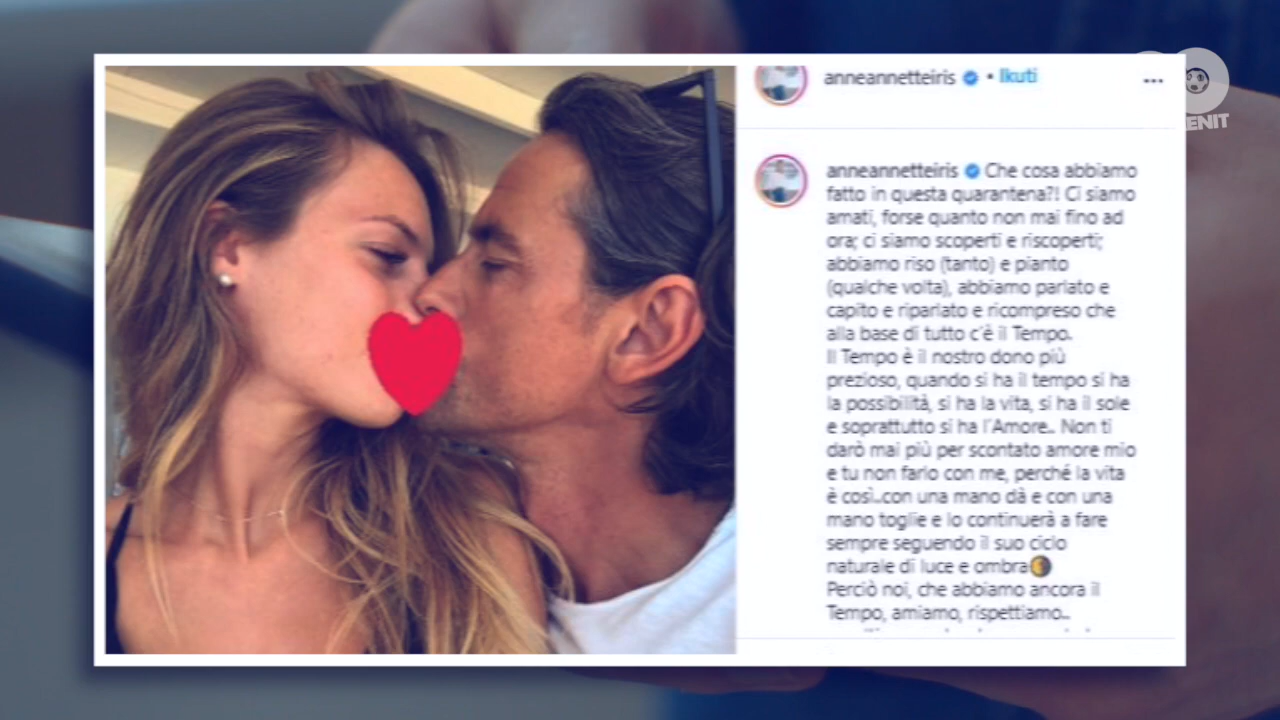 anneannetteiris • Ikuti
ENIT
anneannetteiris Che cosa abbiamo
fatto in questa quarantena?! Ci siamo
amati, forse quanto non mai fino ad
ora; ci siamo scoperti e riscoperti;
abbiamo riso (tanto) e pianto
(qualche volta), abbiamo parlato e
capito e riparlato e ricompreso che
alla base di tutto c'è il Tempo.
Il Tempo è il nostro dono più
prezioso, quando si ha il tempo si ha
la possibilità, si ha la vita, si ha il sole
e soprattutto si ha l'Amore.. Non ti
darò mai più per scontato amore mio
e tu non farlo con me, perché la vita
è così..con una mano dà e con una
mano toglie e lo continuerà a fare
sempre seguendo il suo ciclo
naturale di luce e ombra🌗
Perciò noi, che abbiamo ancora il
Tempo, amiamo, rispettiamo..